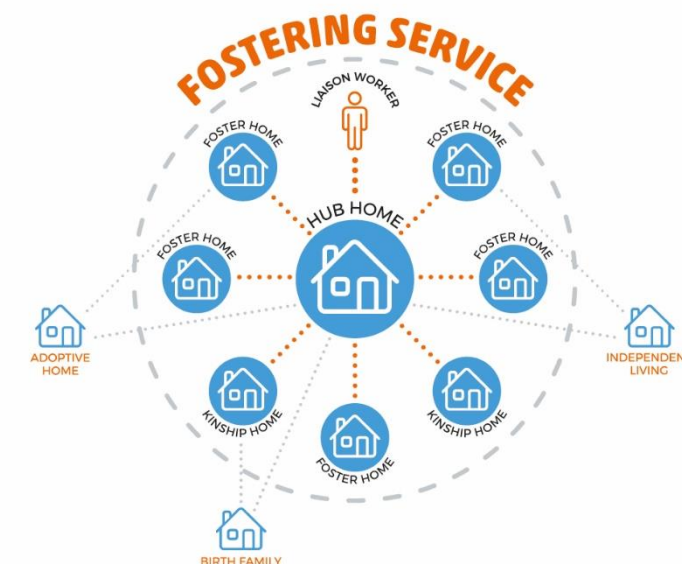 FOSTERING SERVICE
LIAISON WORKER
FOSTER HOME
FOSTER HOME
HUB HOME
FOSTER HOME
FOSTER HOME
ADOPTIVE
HOME
INDEPENDEN
LIVING
KINSHIP HOME
KINSHIP HOME
FOSTER HOME
BIRTH FAMILY